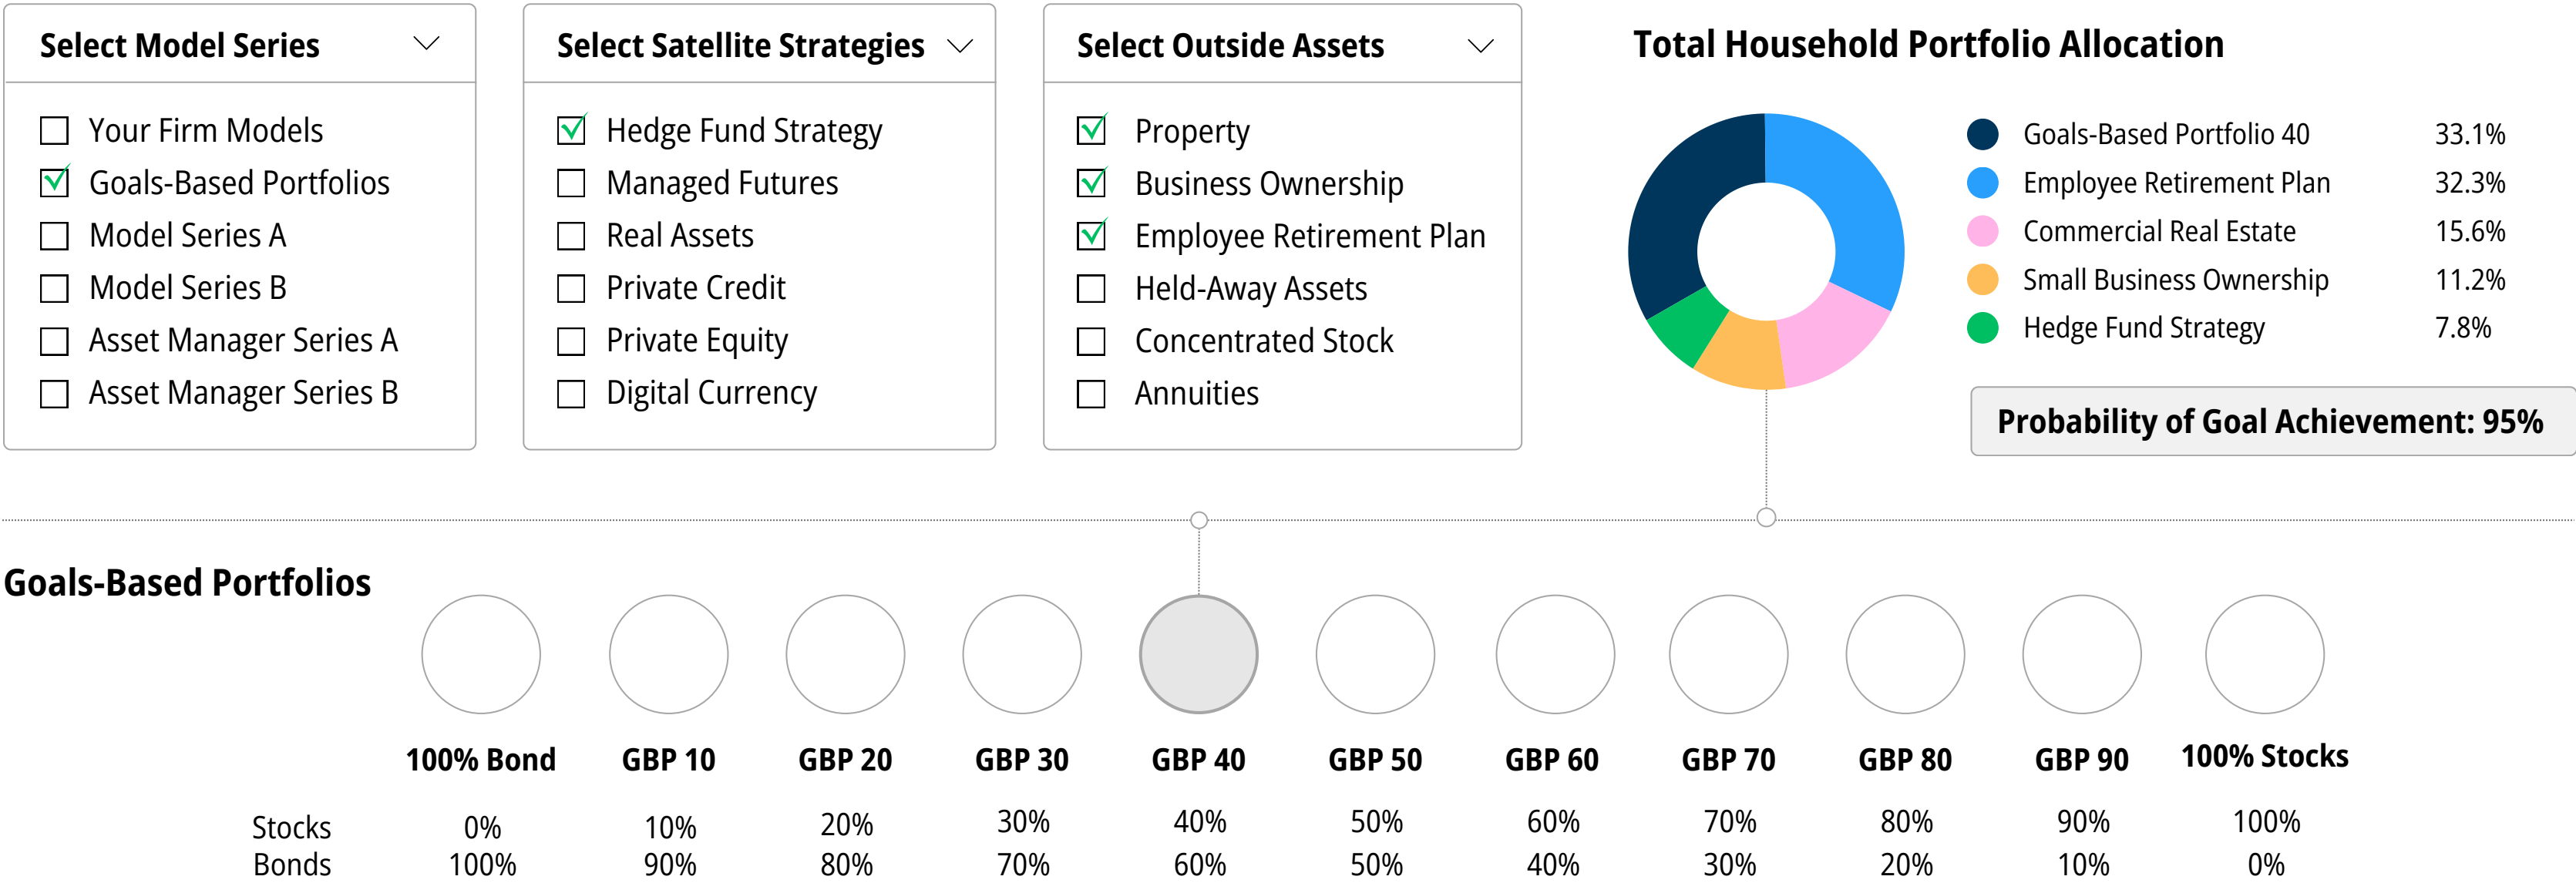 Select Model Series
Your Firm Models
Goals-Based Portfolios
Model Series A
Model Series B
Asset Manager Series A
Asset Manager Series B
Select Satellite Strategies
Hedge Fund Strategy
Managed Futures
Real Assets
Private Credit
Private Equity
Digital Currency
Select Outside Assets
Property
Business Ownership
Employee Retirement Plan
Held-Away Assets
Concentrated Stock
Annuities
Total Household Portfolio Allocation
Goals-Based Portfolio 40 33.1%
Employee Retirement Plan 32.3%
Commercial Real Estate 15.6%
Small Business Ownership 11.2%
Hedge Fund Strategy 7.8%
Probability of Goal Achievement: 95%
Goals-Based Portfolios
100% Bond GBP 10 GBP 20 GBP 30 GBP 40 GBP 50 GBP 60 GBP 70 GBP 80 GBP 90 100% Stocks
Stocks 0% 10% 20% 30% 40% 50% 60% 70% 80% 90% 100%
Bonds 100% 90% 80% 70% 60% 50% 40% 30% 20% 10% 0%